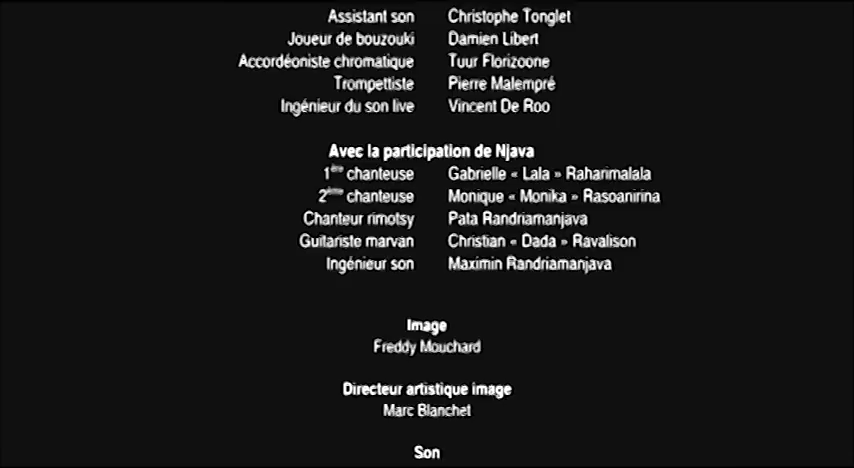 Assistant son Christophe Tonglet
Joueur de bouzouki Damien Libert
Accordéoniste chromatique Tuur Florizoone
Trompettiste Pierre Malempré
Ingénieur du son live Vincent De Roo
Avec la participation de Njava
1ère chanteuse Gabrielle « Lala » Raharimalala
2ème chanteuse Monique « Monika » Rasoanirina
Chanteur rimotsy Pata Randriamanjava
Guitariste marvan Christian « Dada » Ravalison
Ingénieur son Maximin Randriamanjava
Image
Freddy Mouchard
Directeur artistique image
Marc Blanchet
Son